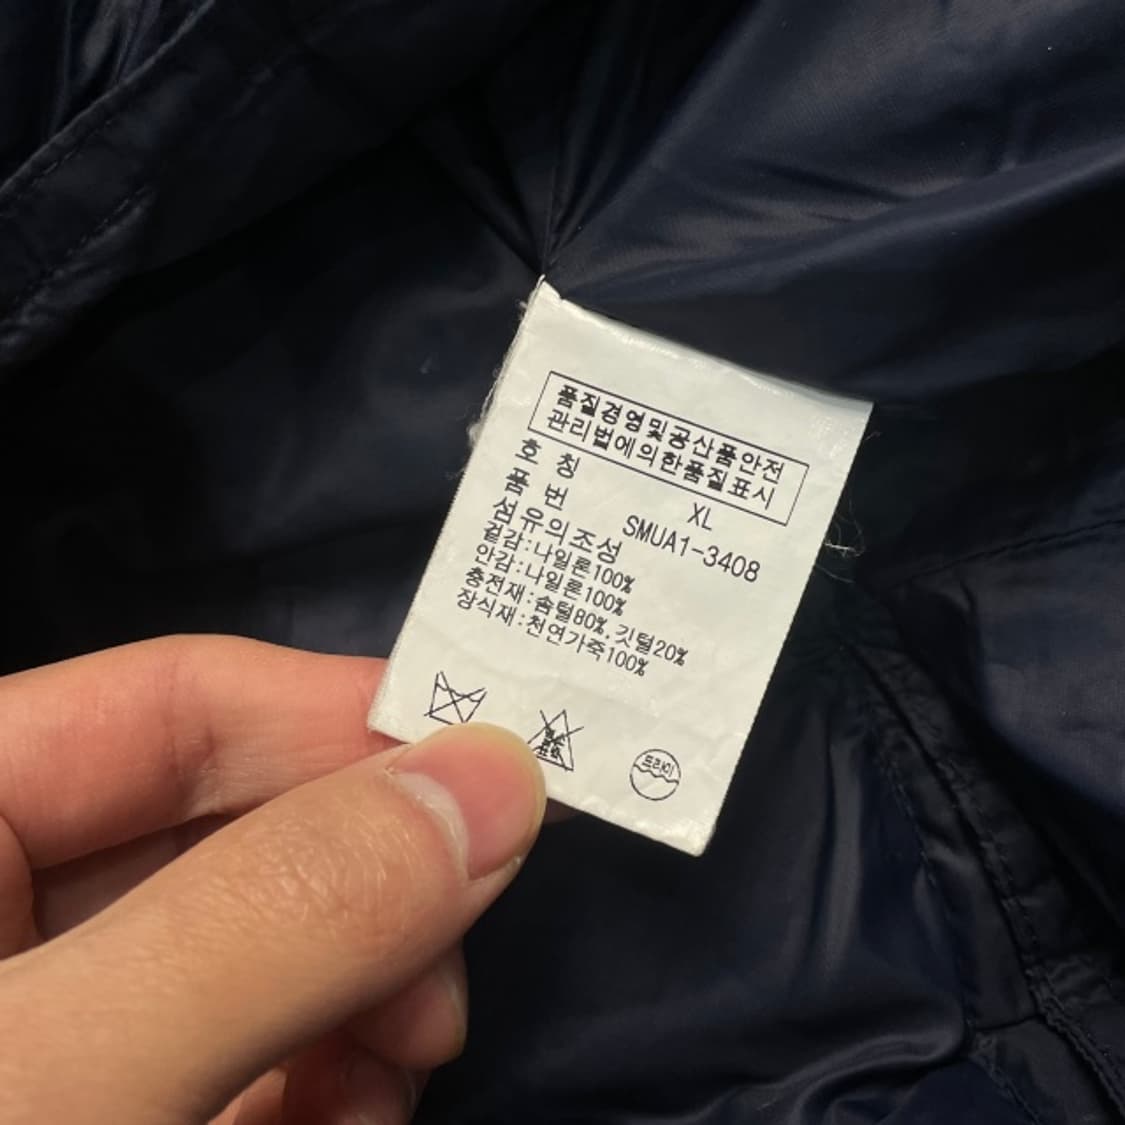 품질경영및공산품안전
관리법에의한품질표시
호 칭 XL
품 번 SMUA1-3408
섬유의조성
겉감:나일론100%
안감:나일론100%
충전재:솜털80%,깃털20%
장식재:천연가죽100%
드라이